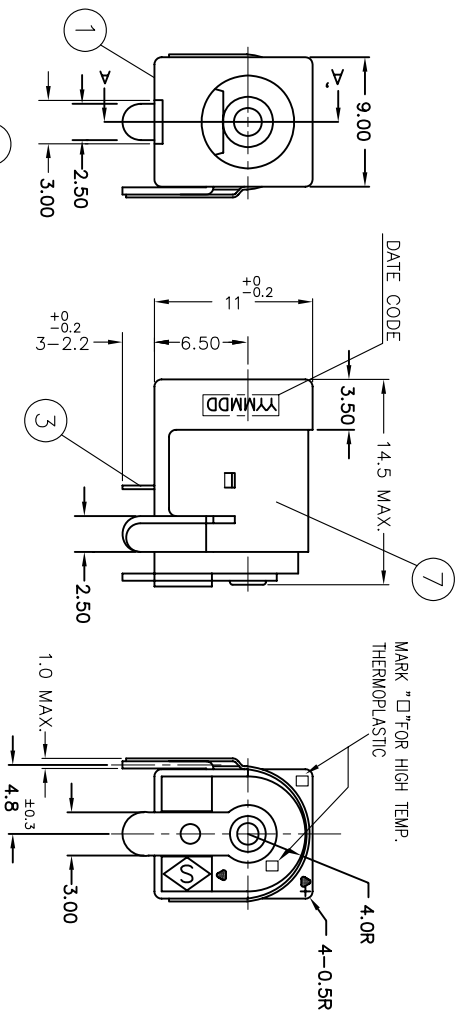 1
A
A'
9.00
2.50
3.00
DATE CODE
11 +0 -0.2
6.50
3-2.2 +0 -0.2
YYMMDD
3.50
14.5 MAX.
3
7
2.50
MARK "□"FOR HIGH TEMP.
THERMOPLASTIC
1.0 MAX.
4.8 ±0.3
3.00
S
4.0R
4-0.5R